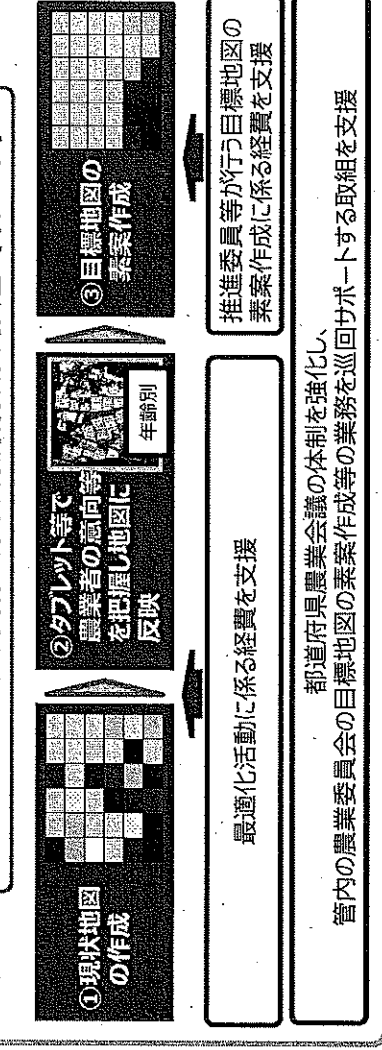 ①現状地図
の作成
②タブレット等で
農業者の意向等
を把握し地図に
反映
年齢別
③目標地図の
素案作成
最適化活動に係る経費を支援
推進委員等が行う目標地図の
素案作成に係る経費を支援
都道府県農業会議の体制を強化し、
管内の農業委員会の目標地図の素案作成等の業務を巡回サポートする取組を支援